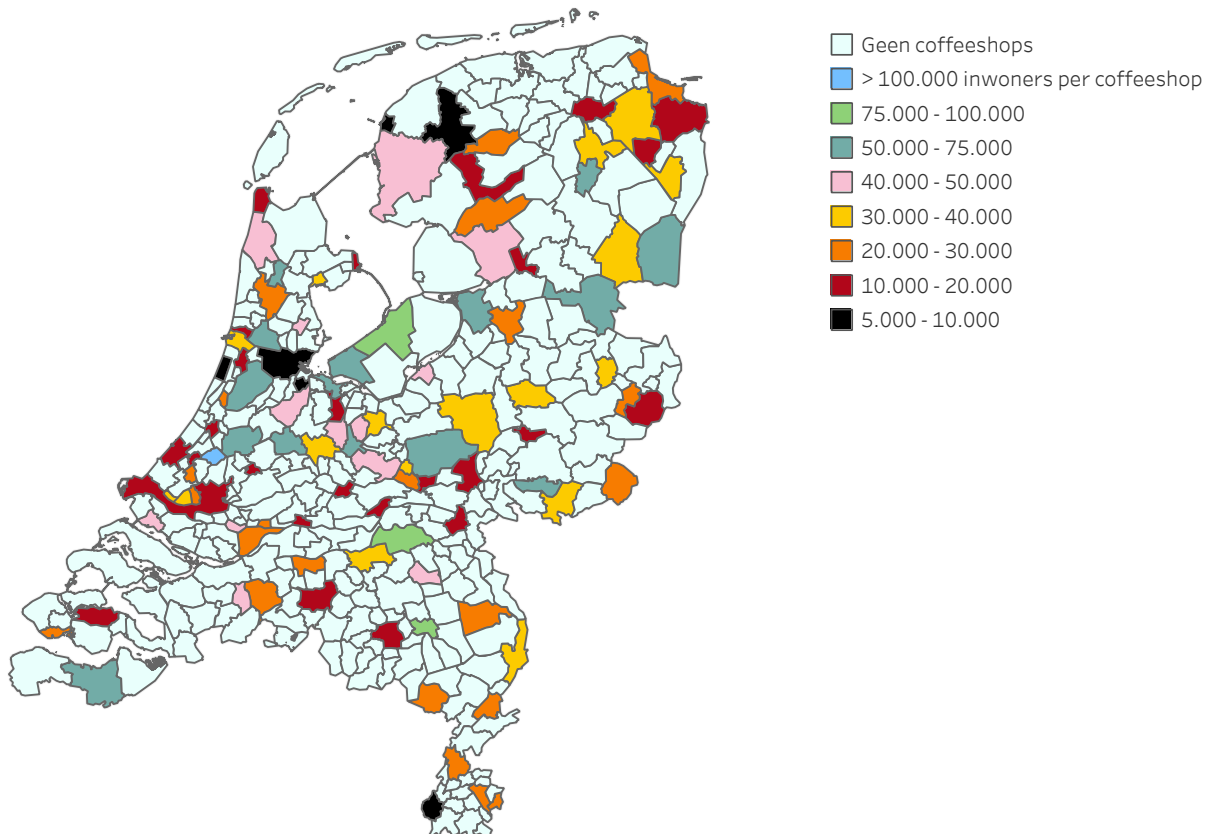 Geen coffeeshops
> 100.000 inwoners per coffeeshop
75.000 - 100.000
50.000 - 75.000
40.000 - 50.000
30.000 - 40.000
20.000 - 30.000
10.000 - 20.000
5.000 - 10.000